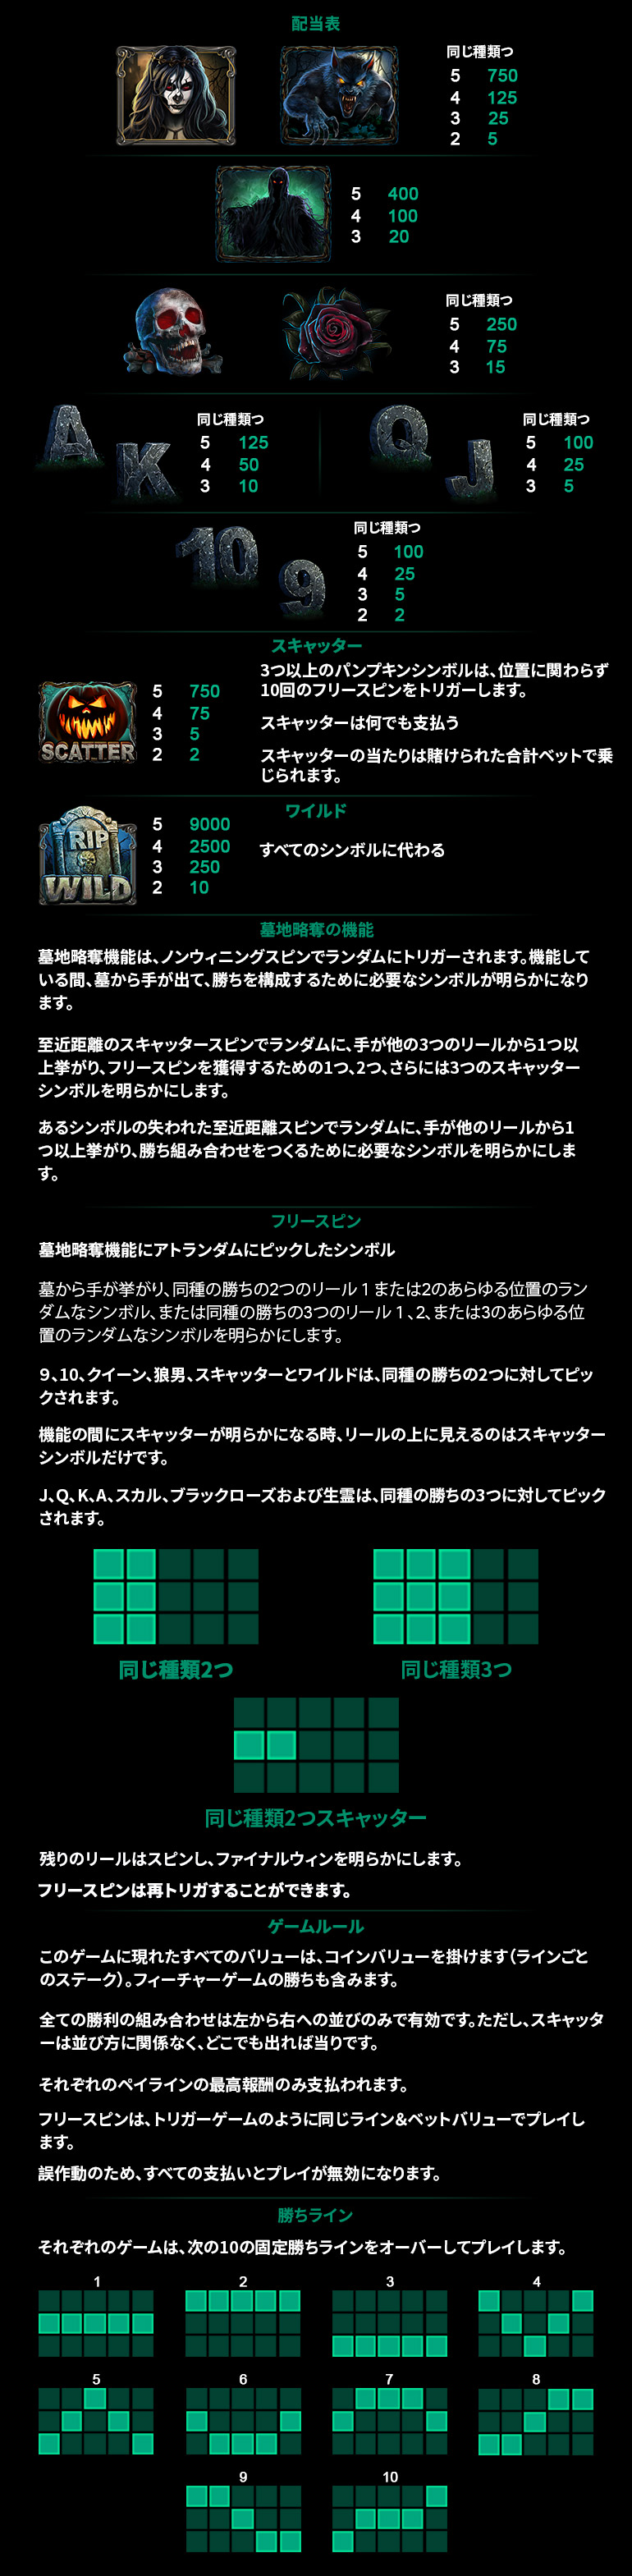 配当表
同じ種類つ
5 750
4 125
3 25
2 5
5 400
4 100
3 20
同じ種類つ
5 250
4 75
3 15
A K
同じ種類つ
5 125
4 50
3 10
Q J
同じ種類つ
5 100
4 25
3 5
10 9
同じ種類つ
5 100
4 25
3 5
2 2
スキャッター
SCATTER
5 750
4 75
3 5
2 2
3つ以上のパンプキンシンボルは、位置に関わらず
10回のフリースピンをトリガーします。
スキャッターは何でも支払う
スキャッターの当たりは賭けられた合計ベットで乗
じられます。
ワイルド
RIP
WILD
5 9000
4 2500
3 250
2 10
すべてのシンボルに代わる
墓地略奪の機能
墓地略奪機能は、ノンウィニングスピンでランダムにトリガーされます。機能して
いる間、墓から手が出て、勝ちを構成するために必要なシンボルが明らかになり
ます。
至近距離のスキャッタースピンでランダムに、手が他の3つのリールから1つ以
上挙がり、フリースピンを獲得するための1つ、2つ、さらには3つのスキャッター
シンボルを明らかにします。
あるシンボルの失われた至近距離スピンでランダムに、手が他のリールから1
つ以上挙がり、勝ち組み合わせをつくるために必要なシンボルを明らかにしま
す。
フリースピン
墓地略奪機能にアトランダムにピックしたシンボル
墓から手が挙がり、同種の勝ちの2つのリール１または2のあらゆる位置のラン
ダムなシンボル、または同種の勝ちの3つのリール１、2、または3のあらゆる位
置のランダムなシンボルを明らかにします。
９、10、クイーン、狼男、スキャッターとワイルドは、同種の勝ちの2つに対してピッ
クされます。
機能の間にスキャッターが明らかになる時、リールの上に見えるのはスキャッター
シンボルだけです。
J、Q、K、A、スカル、ブラックローズおよび生霊は、同種の勝ちの3つに対してピック
されます。
同じ種類2つ
同じ種類3つ
同じ種類2つスキャッター
残りのリールはスピンし、ファイナルウィンを明らかにします。
フリースピンは再トリガすることができます。
ゲームルール
このゲームに現れたすべてのバリューは、コインバリューを掛けます（ラインごと
のステーク）。フィーチャーゲームの勝ちも含みます。
全ての勝利の組み合わせは左から右への並びのみで有効です。ただし、スキャッタ
ーは並び方に関係なく、どこでも出れば当りです。
それぞれのペイラインの最高報酬のみ支払われます。
フリースピンは、トリガーゲームのように同じライン&ベットバリューでプレイし
ます。
誤作動のため、すべての支払いとプレイが無効になります。
勝ちライン
それぞれのゲームは、次の10の固定勝ちラインをオーバーしてプレイします。
1 2 3 4
5 6 7 8
9 10